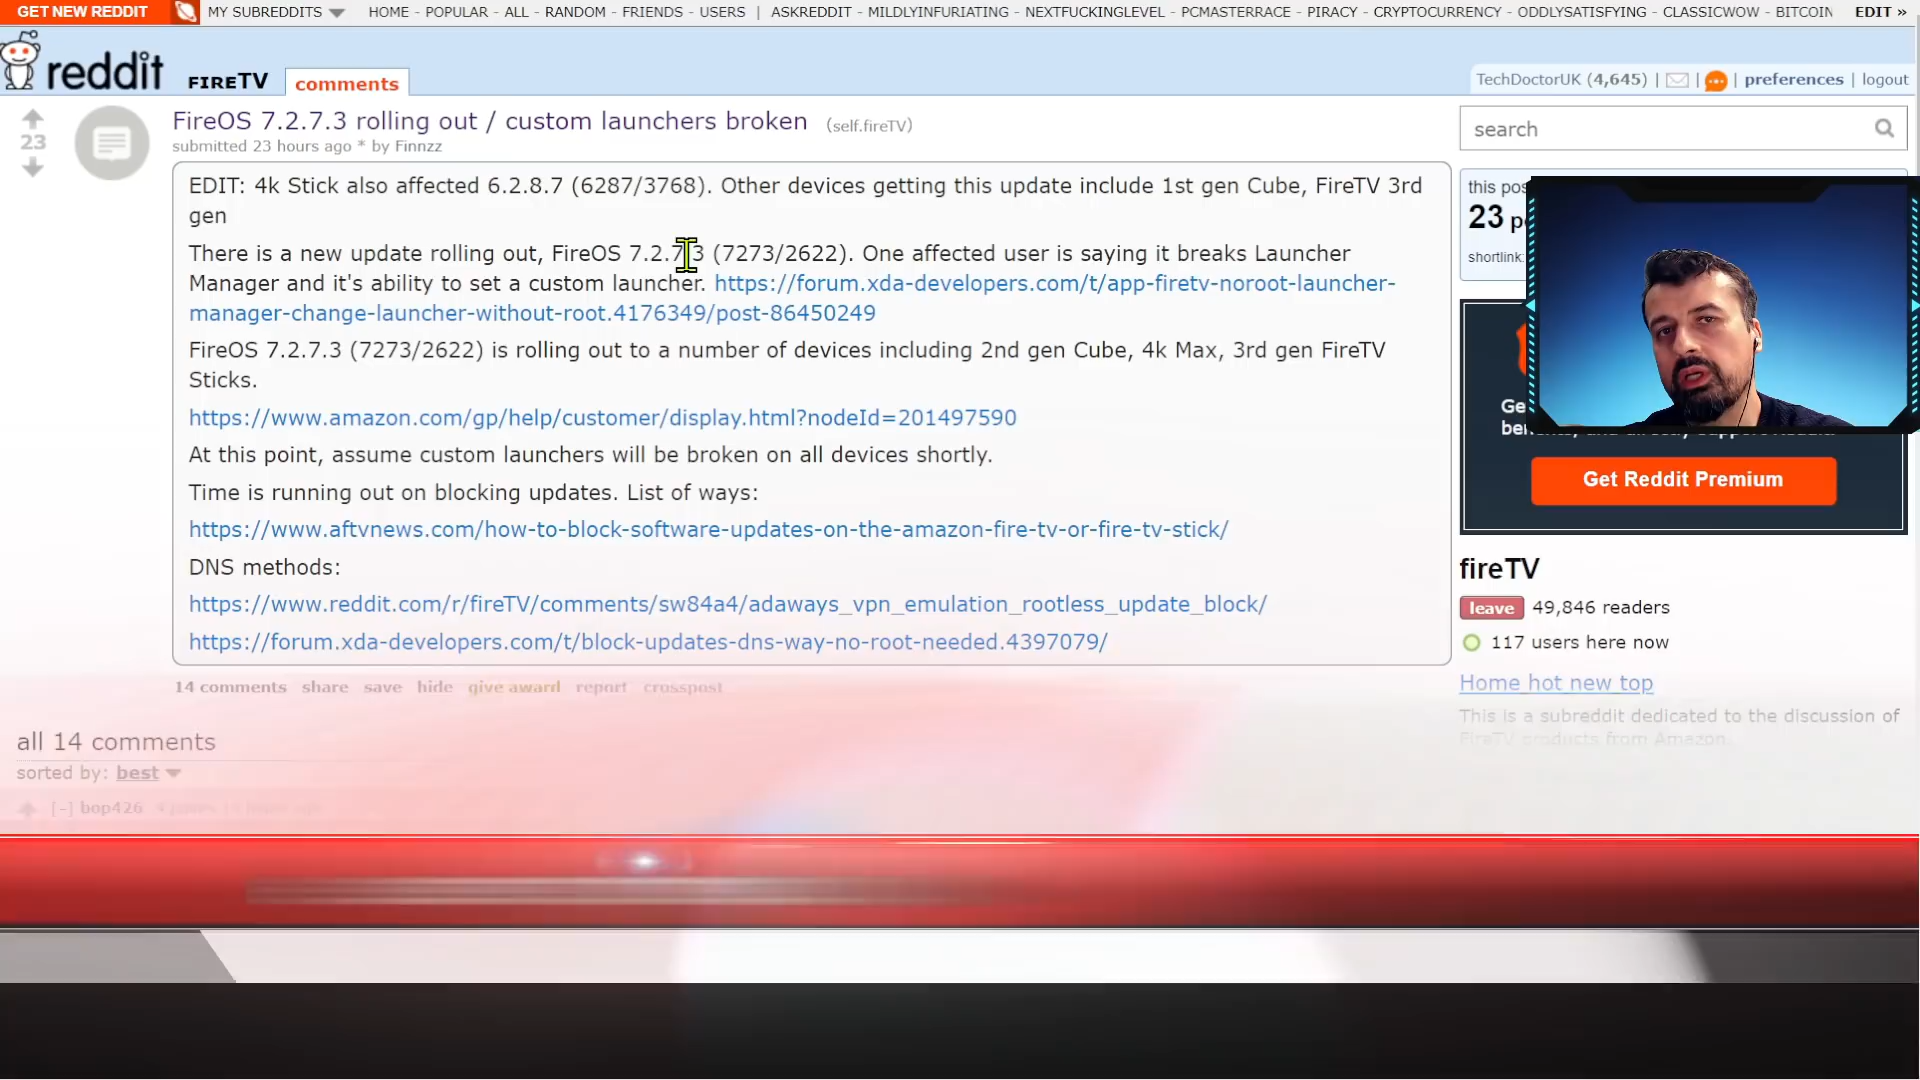 GET NEW REDDIT MY SUBREDDITS HOME - POPULAR - ALL - RANDOM - FRIENDS - USERS | ASKREDDIT - MILDLYINFURIATING - NEXTFUCKINGLEVEL - PCMASTERRACE - PIRACY - CRYPTOCURRENCY - ODDLYSATISFYING - CLASSICWOW - BITCOIN EDIT »
reddit FIRETV comments
TechDoctorUK (4,645) | | | preferences | logout
23
FireOS 7.2.7.3 rolling out / custom launchers broken (self.fireTV)
submitted 23 hours ago * by Finnzz
EDIT: 4k Stick also affected 6.2.8.7 (6287/3768). Other devices getting this update include 1st gen Cube, FireTV 3rd
gen
There is a new update rolling out, FireOS 7.2.7.3 (7273/2622). One affected user is saying it breaks Launcher
Manager and it's ability to set a custom launcher. https://forum.xda-developers.com/t/app-firetv-noroot-launcher-
manager-change-launcher-without-root.4176349/post-86450249
FireOS 7.2.7.3 (7273/2622) is rolling out to a number of devices including 2nd gen Cube, 4k Max, 3rd gen FireTV
Sticks.
https://www.amazon.com/gp/help/customer/display.html?nodeId=201497590
At this point, assume custom launchers will be broken on all devices shortly.
Time is running out on blocking updates. List of ways:
https://www.aftvnews.com/how-to-block-software-updates-on-the-amazon-fire-tv-or-fire-tv-stick/
DNS methods:
https://www.reddit.com/r/fireTV/comments/sw84a4/adaways_vpn_emulation_rootless_update_block/
https://forum.xda-developers.com/t/block-updates-dns-way-no-root-needed.4397079/
14 comments share save hide give award report crosspost
all 14 comments
sorted by: best
[–] bop426
search
this pos
23 p
shortlink:
Get Reddit Premium
fireTV
leave 49,846 readers
117 users here now
Home hot new top
This is a subreddit dedicated to the discussion of
FireTV products from Amazon.